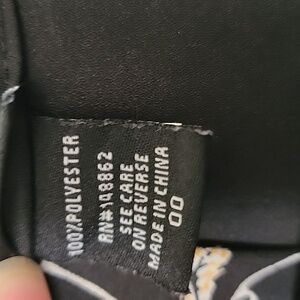 100%POLYESTER
RN#148862
SEE CARE
ON REVERSE
MADE IN CHINA
00